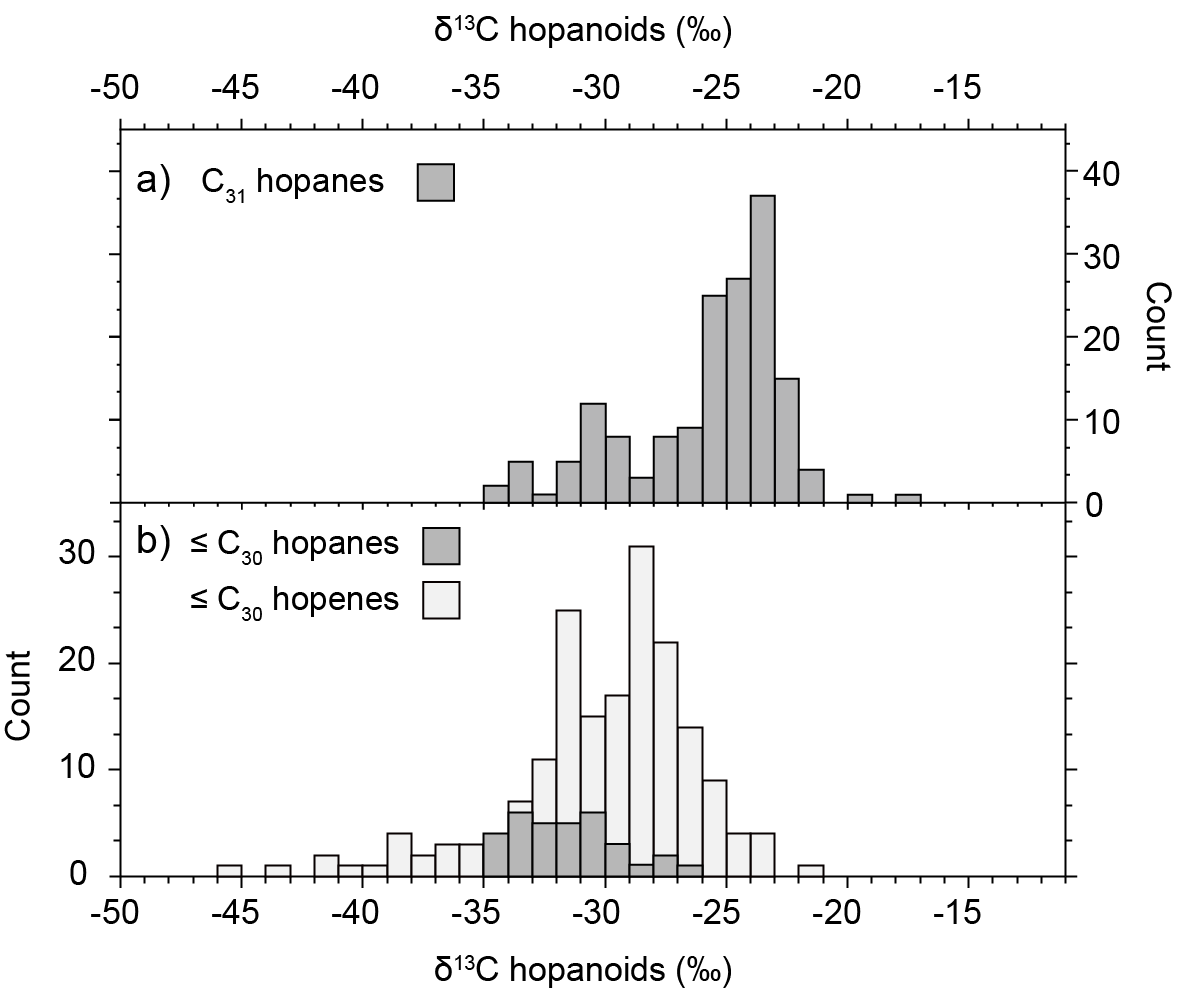 δ¹³C hopanoids (‰)
-50 -45 -40 -35 -30 -25 -20 -15
a) C₃₁ hopanes
40
30
20
10
0
Count
b) ≤ C₃₀ hopanes
≤ C₃₀ hopenes
30
20
10
0
Count
-50 -45 -40 -35 -30 -25 -20 -15
δ¹³C hopanoids (‰)